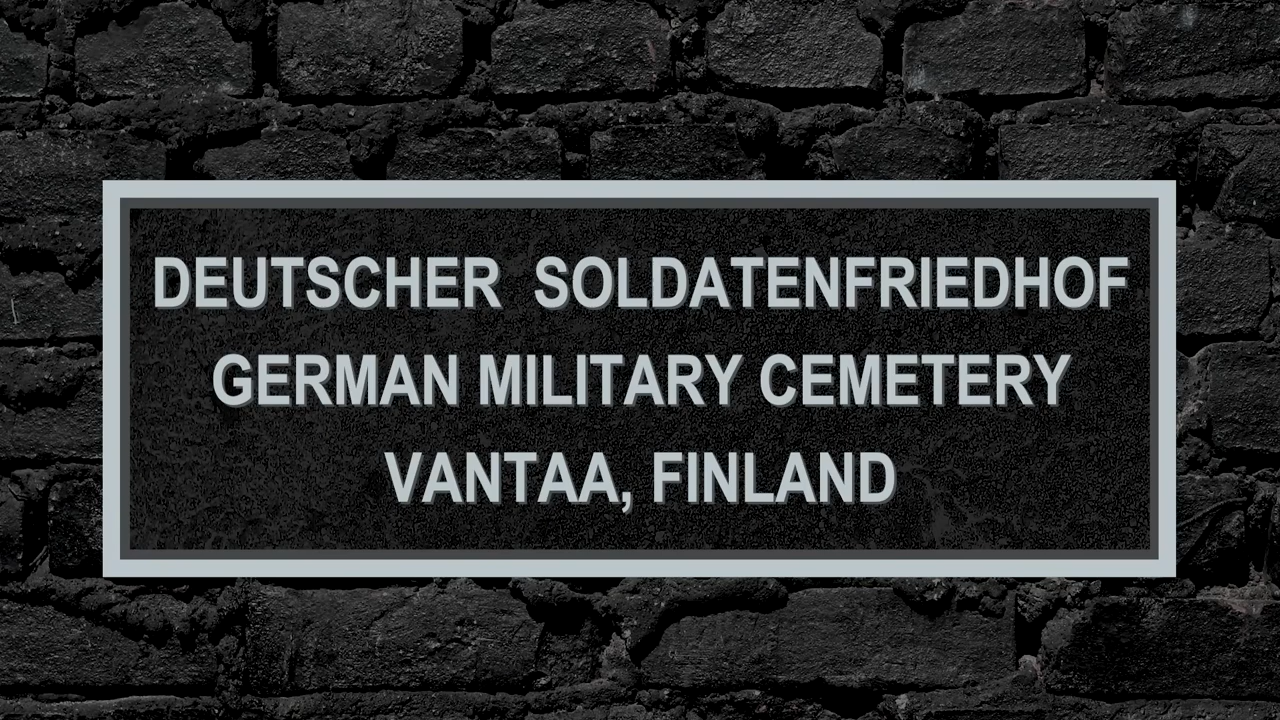 DEUTSCHER SOLDATENFRIEDHOF
GERMAN MILITARY CEMETERY
VANTAA, FINLAND